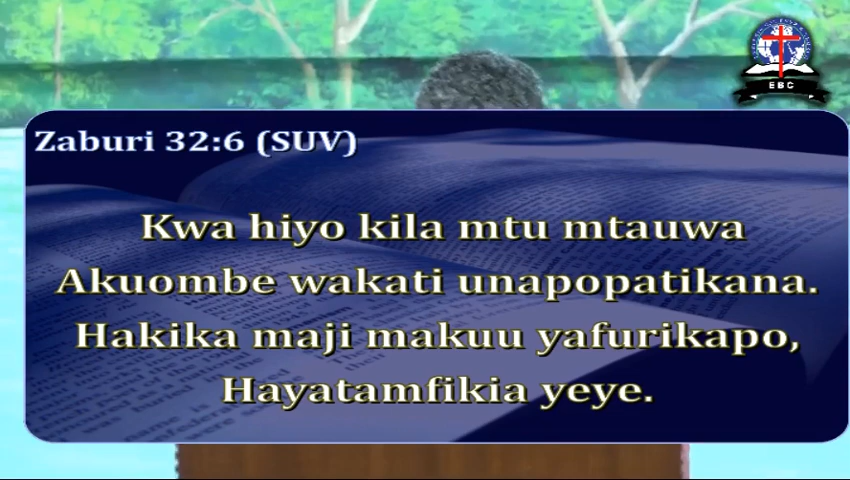 EBC
Zaburi 32:6 (SUV)
Kwa hiyo kila mtu mtauwa
Akuombe wakati unapopatikana.
Hakika maji makuu yafurikapo,
Hayatamfikia yeye.